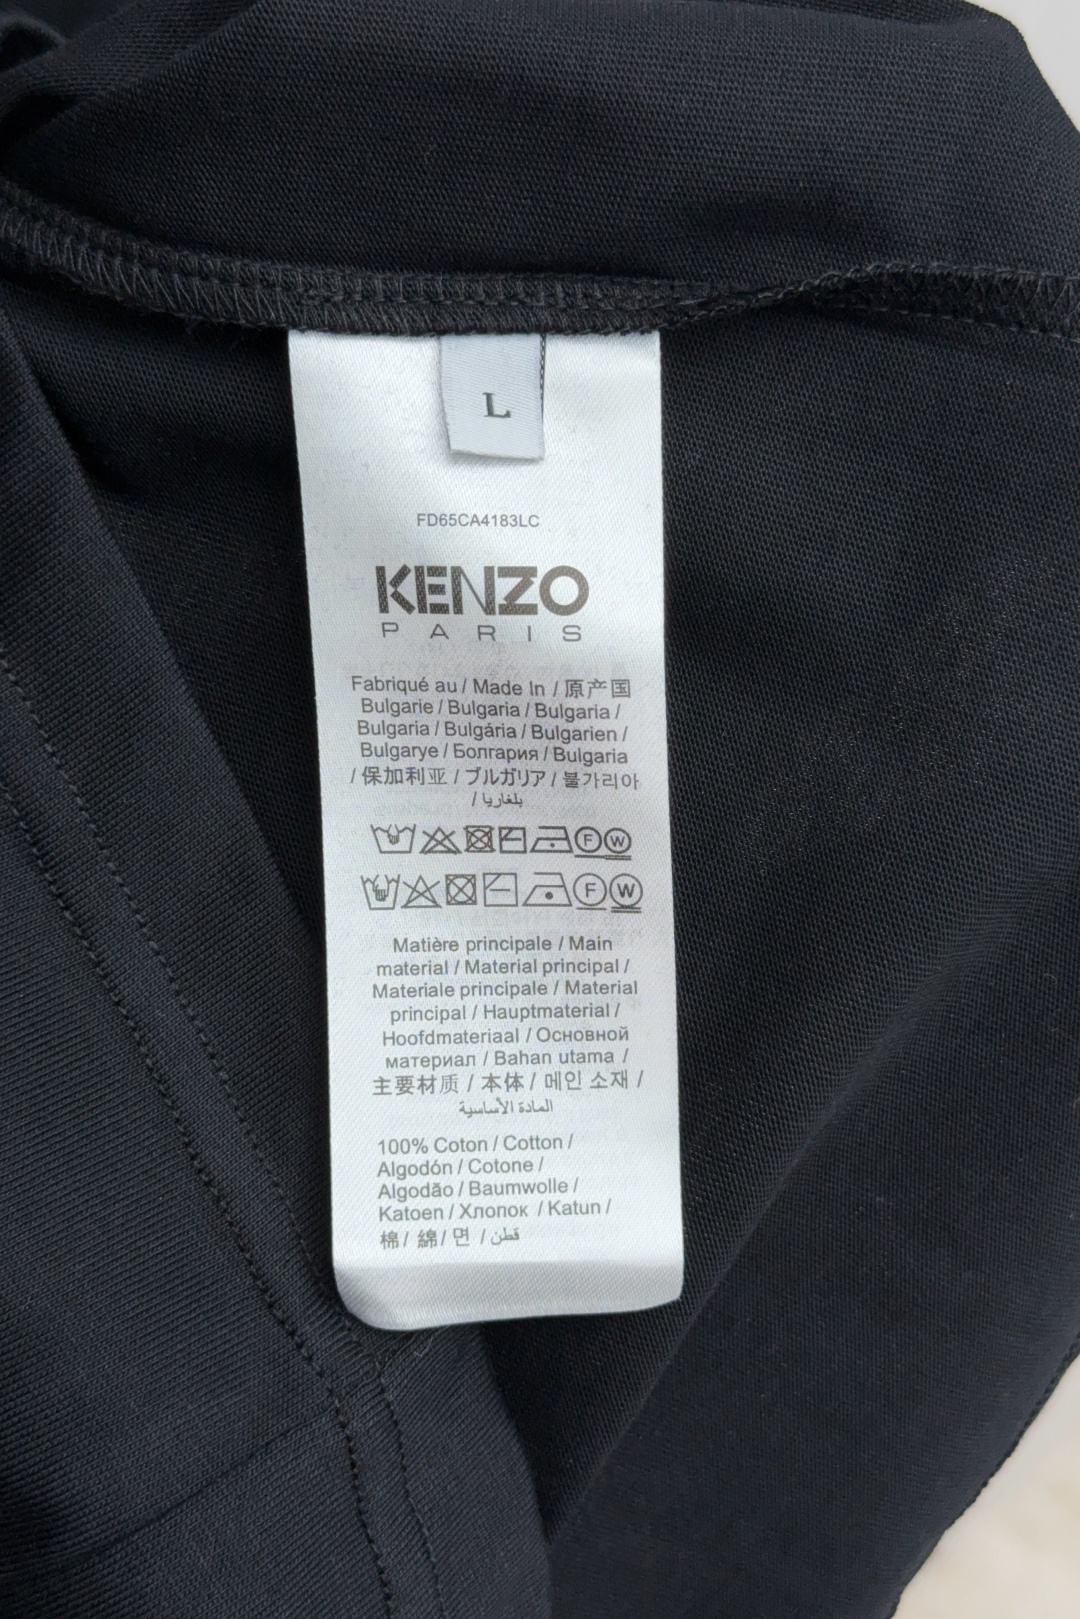 L
FD65CA4183LC
KENZO
PARIS
Fabriqué au / Made In / 原产国
Bulgarie / Bulgaria / Bulgaria /
Bulgaria / Bulgária / Bulgarien /
Bulgarye / Болгария / Bulgaria
/ 保加利亚 / ブルガリア / 불가리아
/ بلغاريا
F W
F W
Matière principale / Main
material / Material principal /
Materiale principale / Material
principal / Hauptmaterial /
Hoofdmateriaal / Основной
материал / Bahan utama /
主要材质 / 本体 / 메인 소재 /
المادة الأساسية
100% Coton / Cotton /
Algodón / Cotone /
Algodão / Baumwolle /
Katoen / Хлопок / Katun /
棉 / 綿 / 면 / قطن